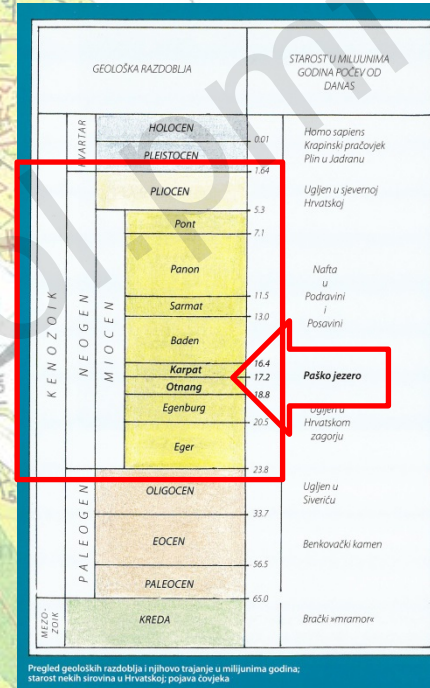 GEOLOŠKA RAZDOBLJA
STAROST U MILIJUNIMA
GODINA POČEV OD
DANAS
KVARTAR
HOLOCEN
0.01
Homo sapiens
Krapinski pračovjek
PLEISTOCEN
Plin u Jadranu
1.64
KENOZOIK
NEOGEN
PLIOCEN
Ugljen u sjevernoj
Hrvatskoj
5.3
MIOCEN
Pont
7.1
Panon
Nafta
u
Podravini
i
Posavini
11.5
Sarmat
13.0
Baden
16.4
Karpat
17.2
Paško jezero
Otnang
18.8
Egenburg
Ugljen u
Hrvatskom
zagorju
20.5
Eger
23.8
PALEOGEN
OLIGOCEN
Ugljen u
Siveriću
33.7
EOCEN
Benkovački kamen
56.5
PALEOCEN
65.0
MEZO-
ZOIK
KREDA
Brački »mramor«
Pregled geoloških razdoblja i njihovo trajanje u milijunima godina;
starost nekih sirovina u Hrvatskoj; pojava čovjeka